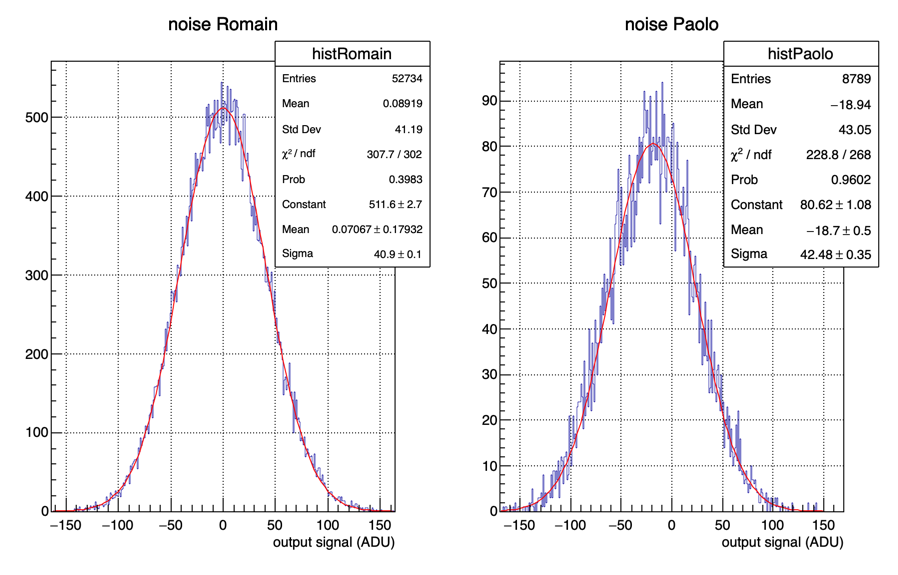 noise Romain
histRomain
Entries 52734
Mean 0.08919
Std Dev 41.19
χ² / ndf 307.7 / 302
Prob 0.3983
Constant 511.6 ± 2.7
Mean 0.07067 ± 0.17932
Sigma 40.9 ± 0.1
500
400
300
200
100
0
−150 −100 −50 0 50 100 150
output signal (ADU)
noise Paolo
histPaolo
Entries 8789
Mean −18.94
Std Dev 43.05
χ² / ndf 228.8 / 268
Prob 0.9602
Constant 80.62 ± 1.08
Mean −18.7 ± 0.5
Sigma 42.48 ± 0.35
90
80
70
60
50
40
30
20
10
0
−150 −100 −50 0 50 100 150
output signal (ADU)